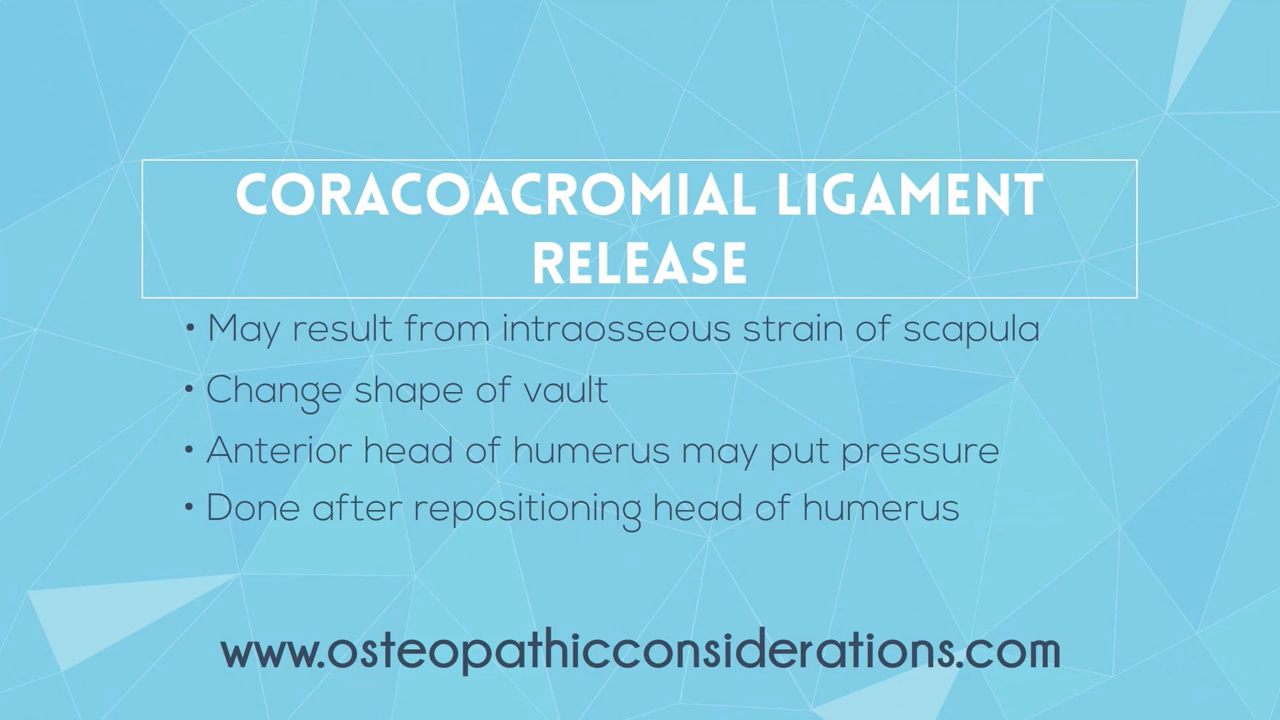 CORACOACROMIAL LIGAMENT
RELEASE
• May result from intraosseous strain of scapula
• Change shape of vault
• Anterior head of humerus may put pressure
• Done after repositioning head of humerus
www.osteopathicconsiderations.com